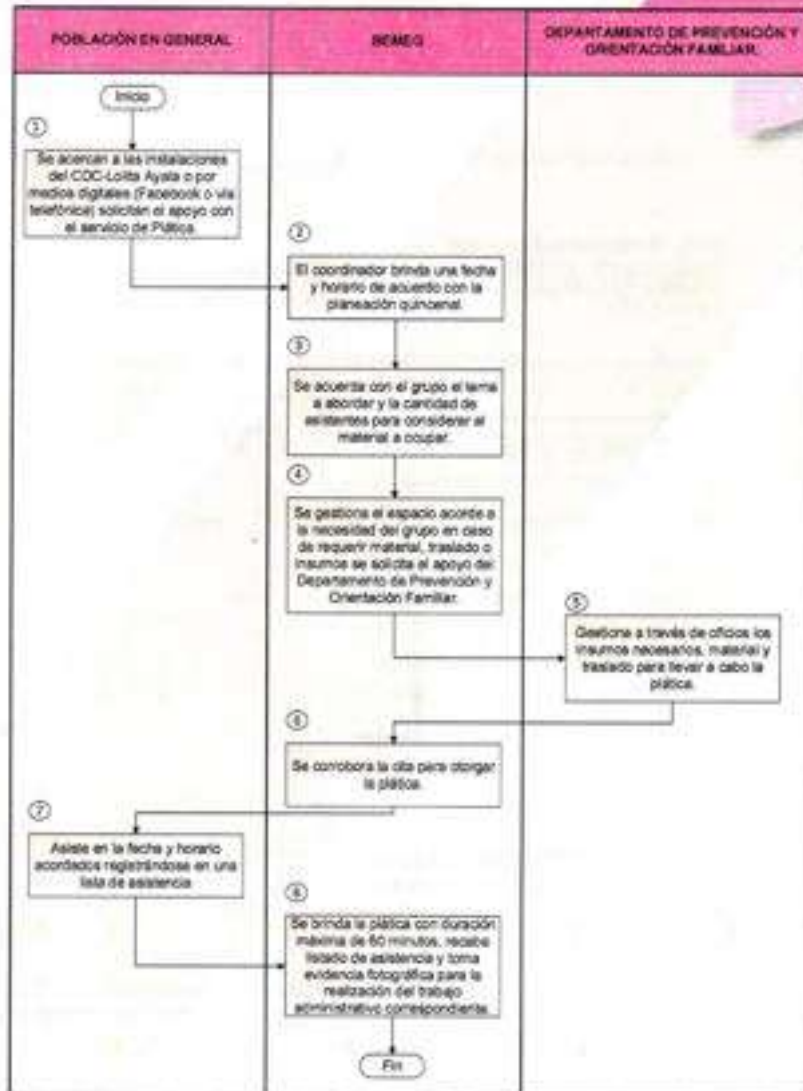 POBLACIÓN EN GENERAL
BEMEG
DEPARTAMENTO DE PREVENCIÓN Y
ORIENTACIÓN FAMILIAR.
Inicio
1
Se acercan a las instalaciones
del CDC-Lolita Ayala o por
medios digitales (Facebook o vía
telefónica) solicitan el apoyo con
el servicio de Plática.
2
El coordinador brinda una fecha
y horario de acuerdo con la
planeación quincenal.
3
Se acuerda con el grupo el tema
a abordar y la cantidad de
asistentes para considerar el
material a ocupar.
4
Se gestiona el espacio acorde a
la necesidad del grupo en caso
de requerir material, traslado o
insumos se solicita el apoyo del
Departamento de Prevención y
Orientación Familiar.
5
Gestiona a través de oficios los
insumos necesarios, material y
traslado para llevar a cabo la
plática.
6
Se corrobora la cita para otorgar
la plática.
7
Asiste en la fecha y horario
acordados registrándose en una
lista de asistencia
8
Se brinda la plática con duración
máxima de 60 minutos, recaba
listado de asistencia y toma
evidencia fotográfica para la
realización del trabajo
administrativo correspondiente.
Fin